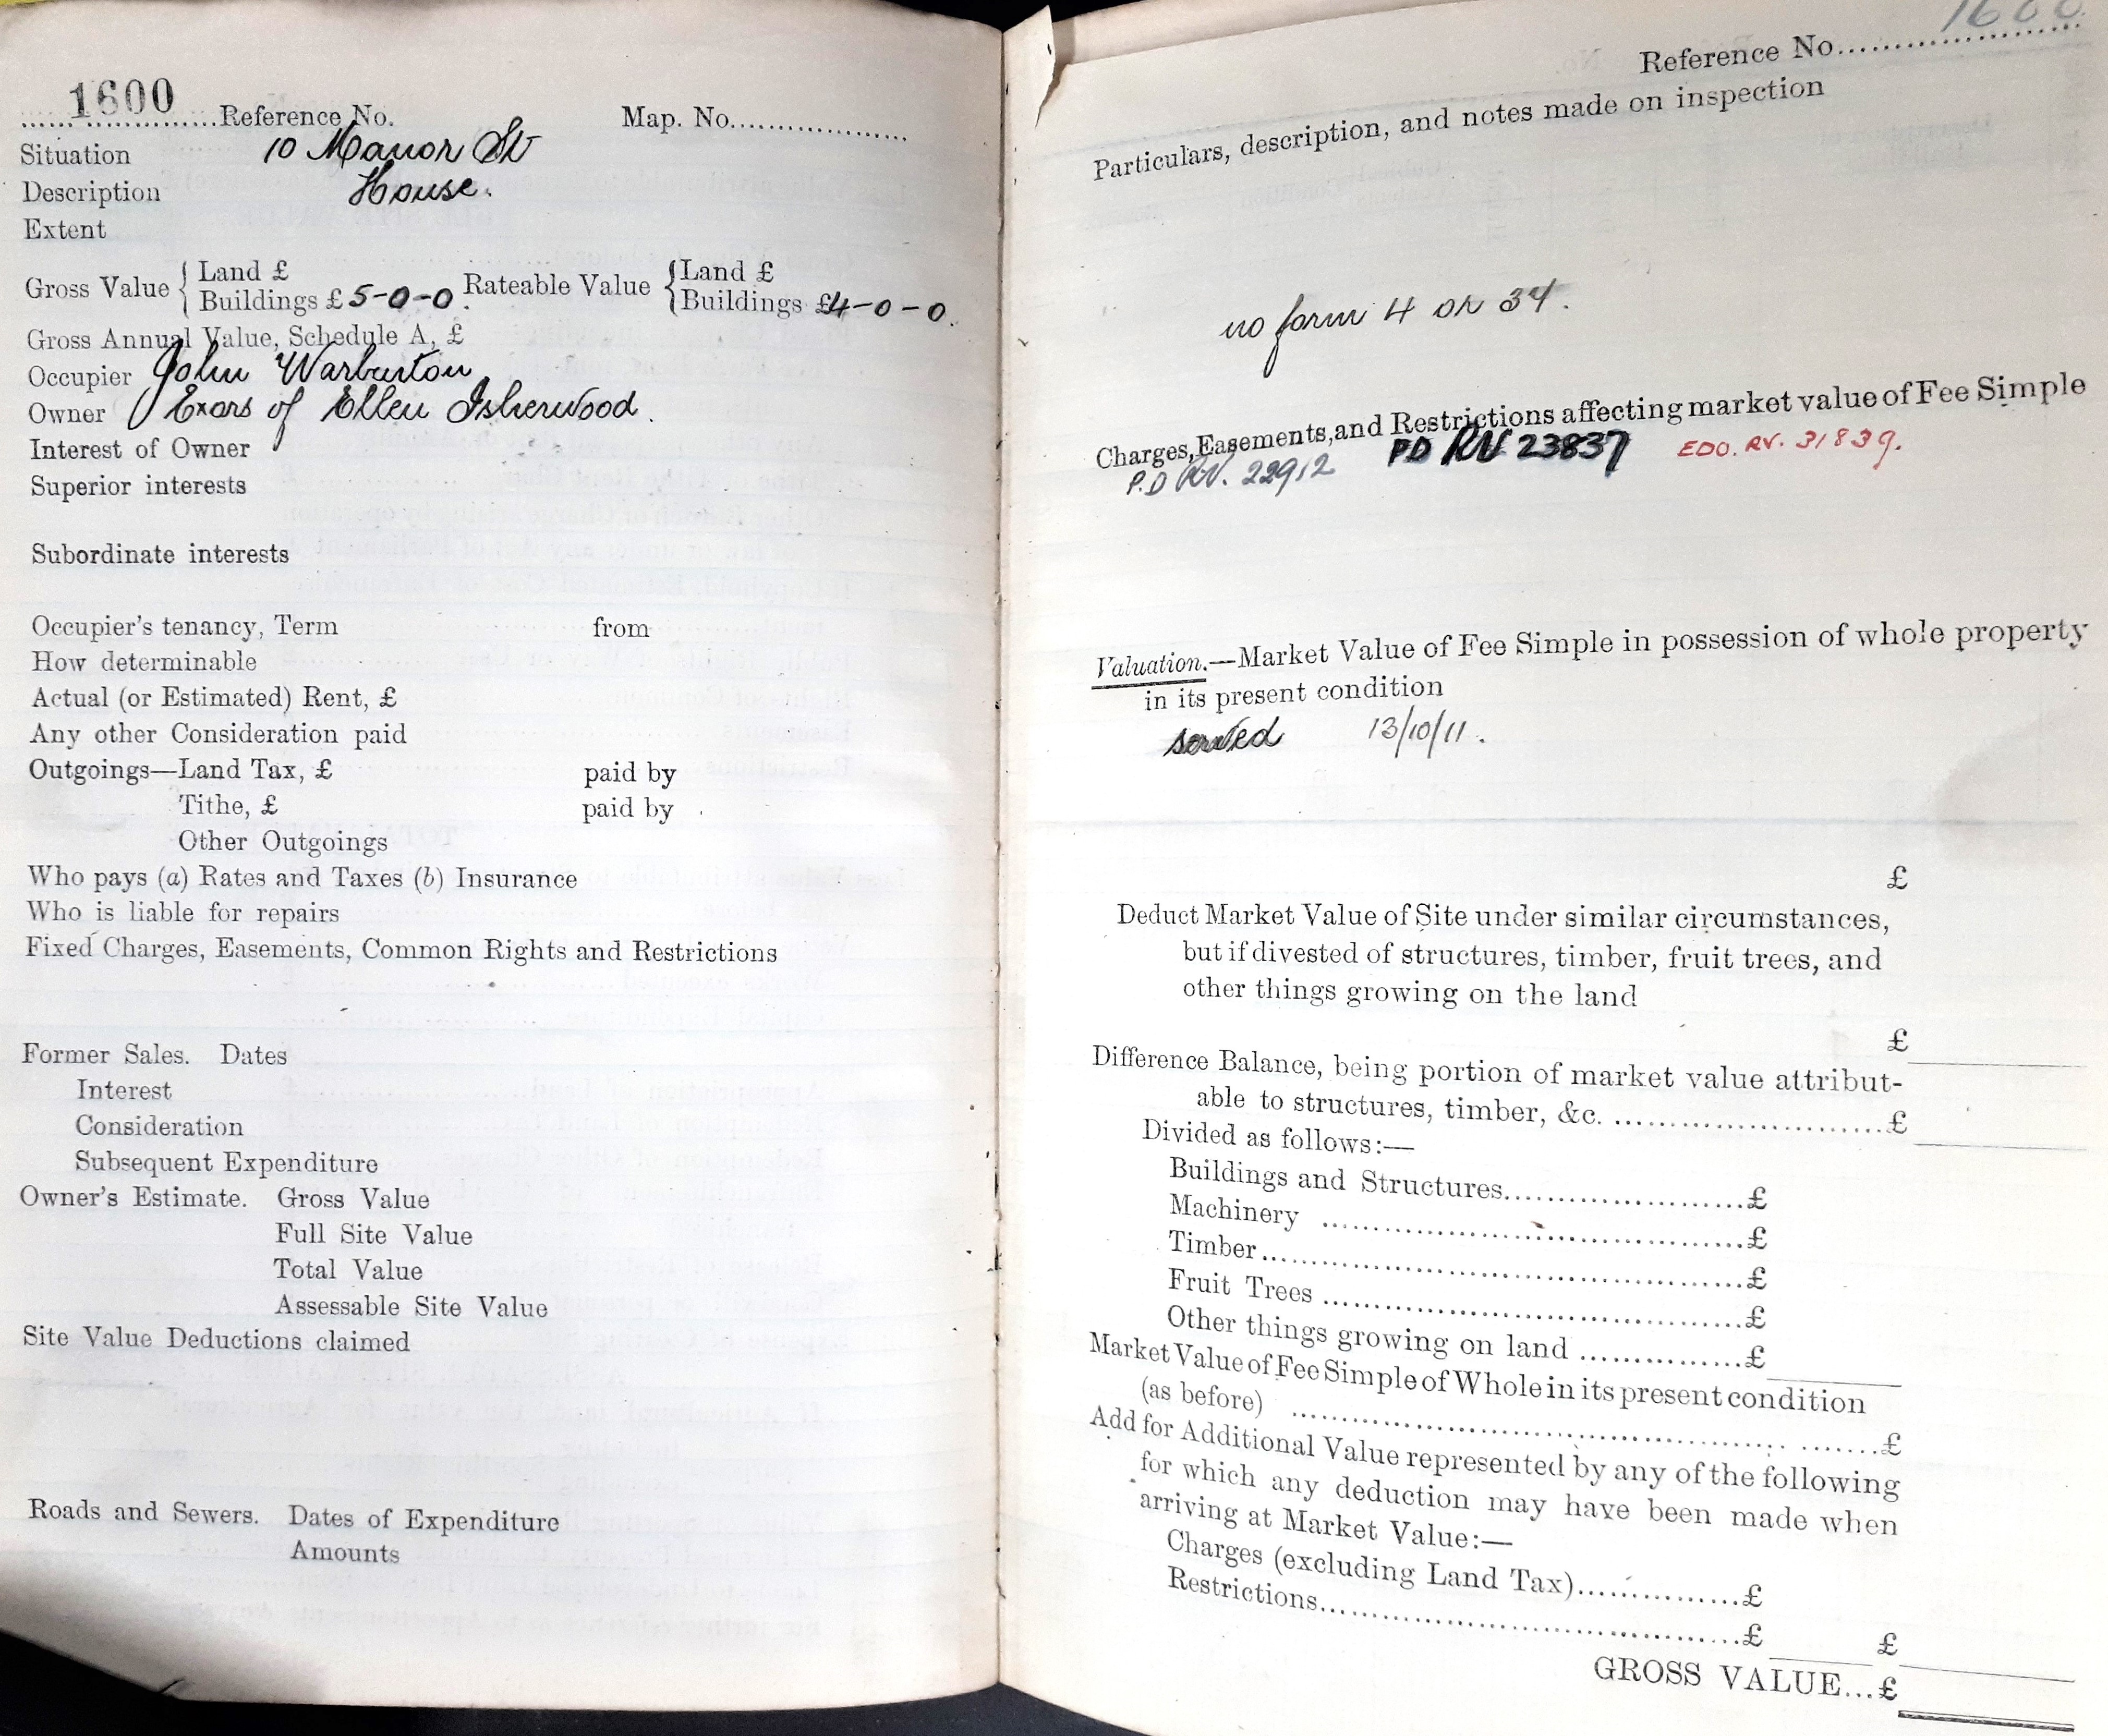 1600 Reference No. Map. No.
Situation 10 Manor St
Description House.
Extent
Gross Value { Land £
Buildings £ 5-0-0. Rateable Value { Land £
Buildings £4-0-0.
Gross Annual Value, Schedule A, £
Occupier John Warburton
Owner Exors of Ellen Isherwood.
Interest of Owner
Superior interests
Subordinate interests
Occupier's tenancy, Term from
How determinable
Actual (or Estimated) Rent, £
Any other Consideration paid
Outgoings—Land Tax, £ paid by
Tithe, £ paid by
Other Outgoings
Who pays (a) Rates and Taxes (b) Insurance
Who is liable for repairs
Fixed Charges, Easements, Common Rights and Restrictions
Former Sales. Dates
Interest
Consideration
Subsequent Expenditure
Owner's Estimate. Gross Value
Full Site Value
Total Value
Assessable Site Value
Site Value Deductions claimed
Roads and Sewers. Dates of Expenditure
Amounts
Reference No. 1600
Particulars, description, and notes made on inspection
no form 4 or 34.
Charges, Easements, and Restrictions affecting market value of Fee Simple
P.D RV. 22912 PD RV 23837 EDO. RV. 31839.
Valuation.—Market Value of Fee Simple in possession of whole property
in its present condition
served 13/10/11.
£
Deduct Market Value of Site under similar circumstances,
but if divested of structures, timber, fruit trees, and
other things growing on the land
£
Difference Balance, being portion of market value attribut-
able to structures, timber, &c. £
Divided as follows:—
Buildings and Structures £
Machinery £
Timber £
Fruit Trees £
Other things growing on land £
Market Value of Fee Simple of Whole in its present condition
(as before) £
Add for Additional Value represented by any of the following
for which any deduction may have been made when
arriving at Market Value:—
Charges (excluding Land Tax) £
Restrictions £ £
GROSS VALUE...£